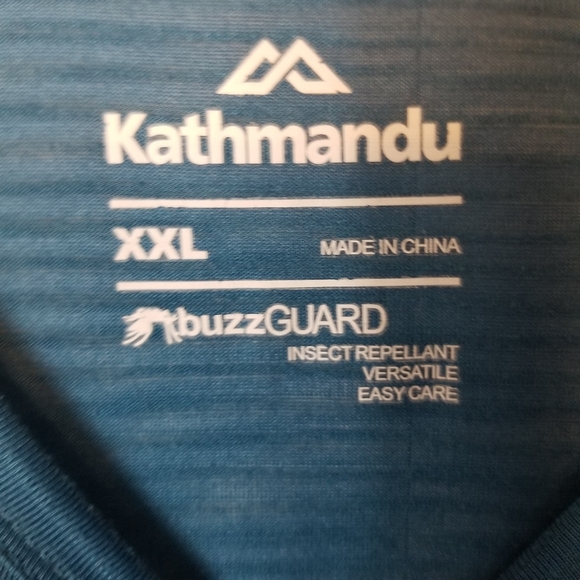 Kathmandu
XXL MADE IN CHINA
buzzGUARD
INSECT REPELLANT
VERSATILE
EASY CARE